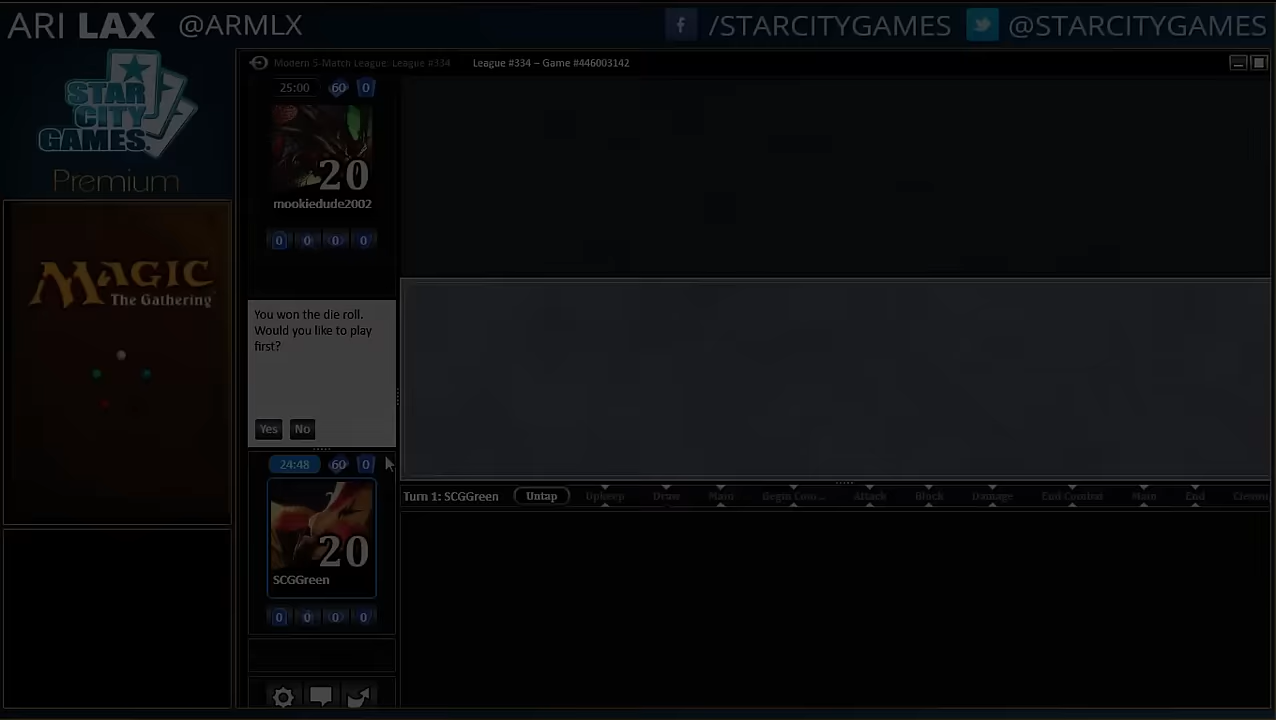 ARI LAX @ARMLX
/STARCITYGAMES @STARCITYGAMES
STAR
CITY
GAMES.
Premium
MAGIC
The Gathering
Modern 5-Match League: League #334 League #334 – Game #446003142
25:00 60 0
20
mookiedude2002
0 0 0 0
You won the die roll.
Would you like to play
first?
Yes No
24:48 60 0
20
SCGGreen
0 0 0 0
Turn 1: SCGGreen Untap Upkeep Draw Main Begin Com... Attack Block Damage End Combat Main End